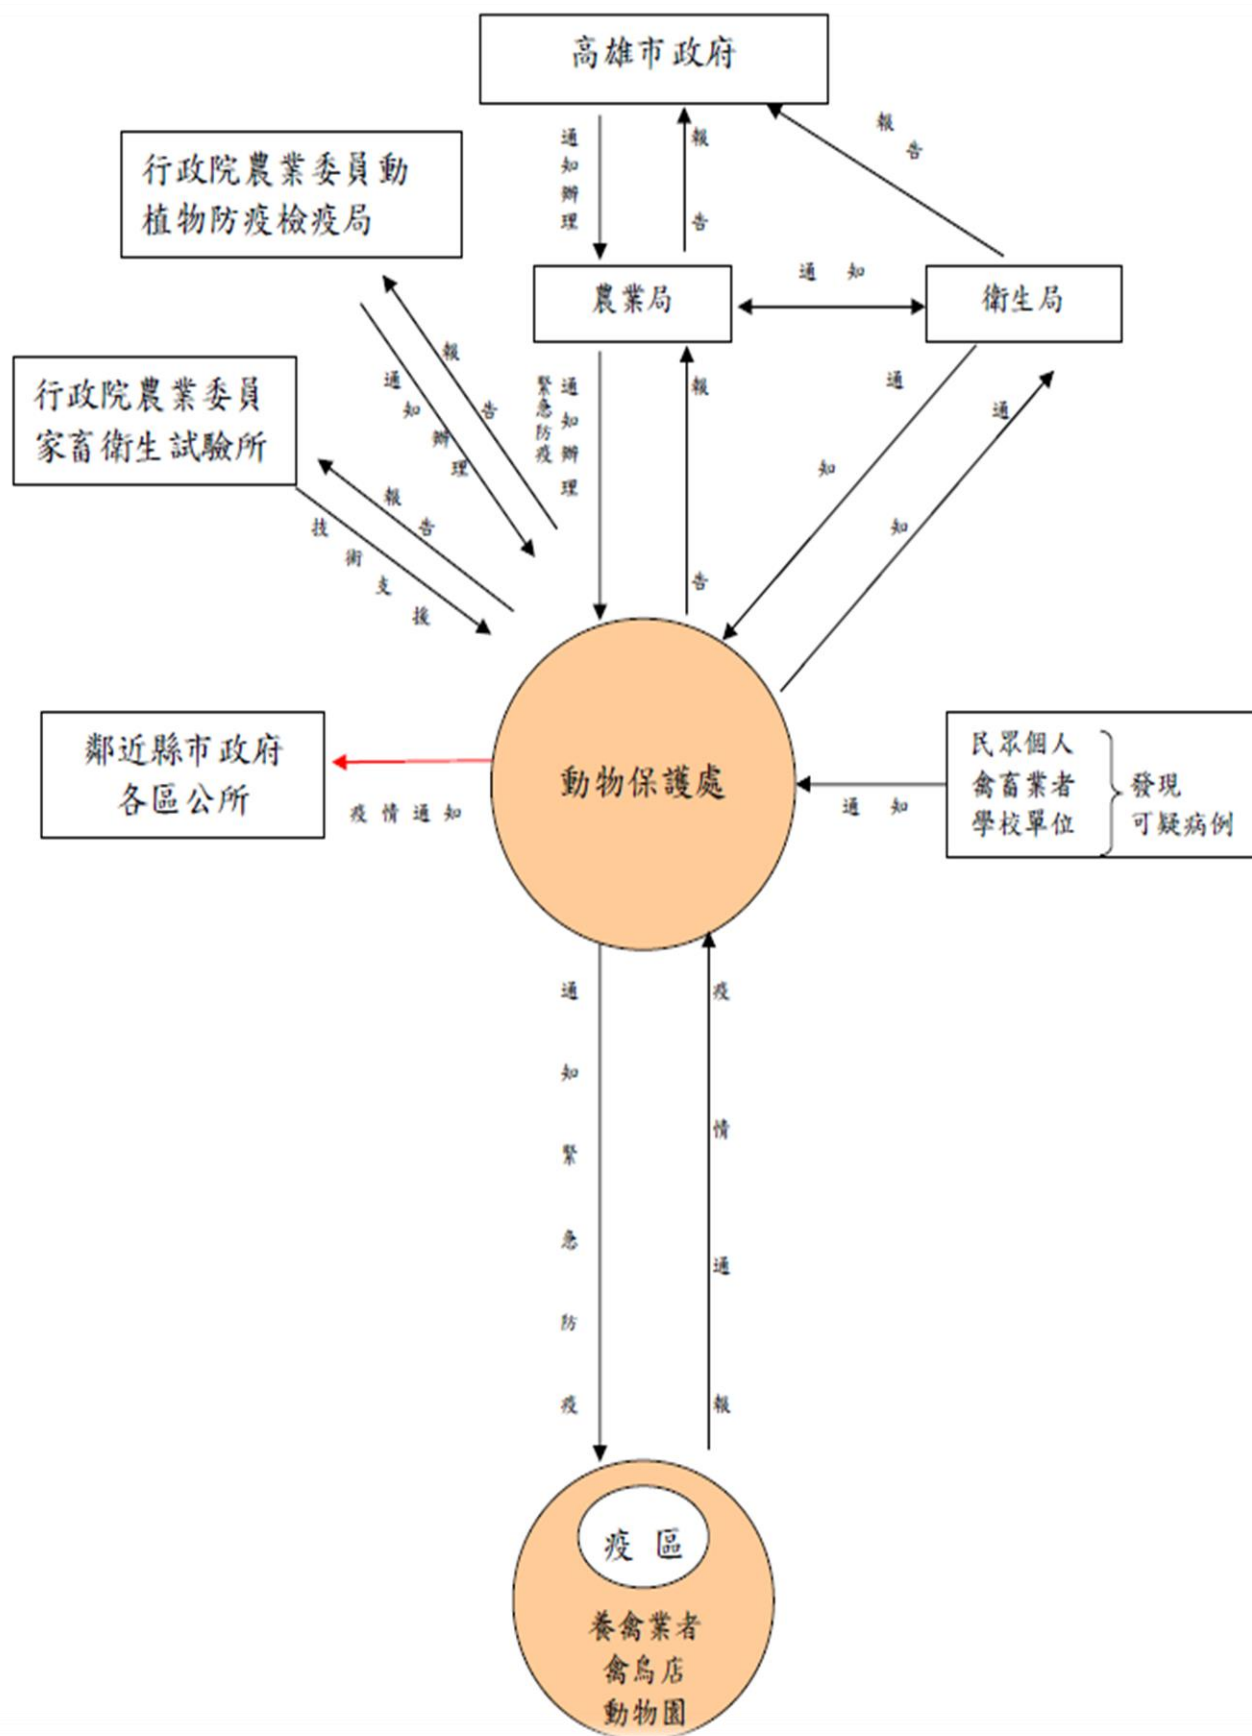 高雄市政府
通知辦理
報告
報告
行政院農業委員動
植物防疫檢疫局
農業局
通知
衛生局
報告
通知辦理
緊急防疫
通知辦理
報告
通知
通知
行政院農業委員
家畜衛生試驗所
報告
技術支援
鄰近縣市政府
各區公所
疫情通知
動物保護處
通知
民眾個人
禽畜業者
學校單位
發現
可疑病例
通知緊急防疫
疫情通報
疫區
養禽業者
禽鳥店
動物園